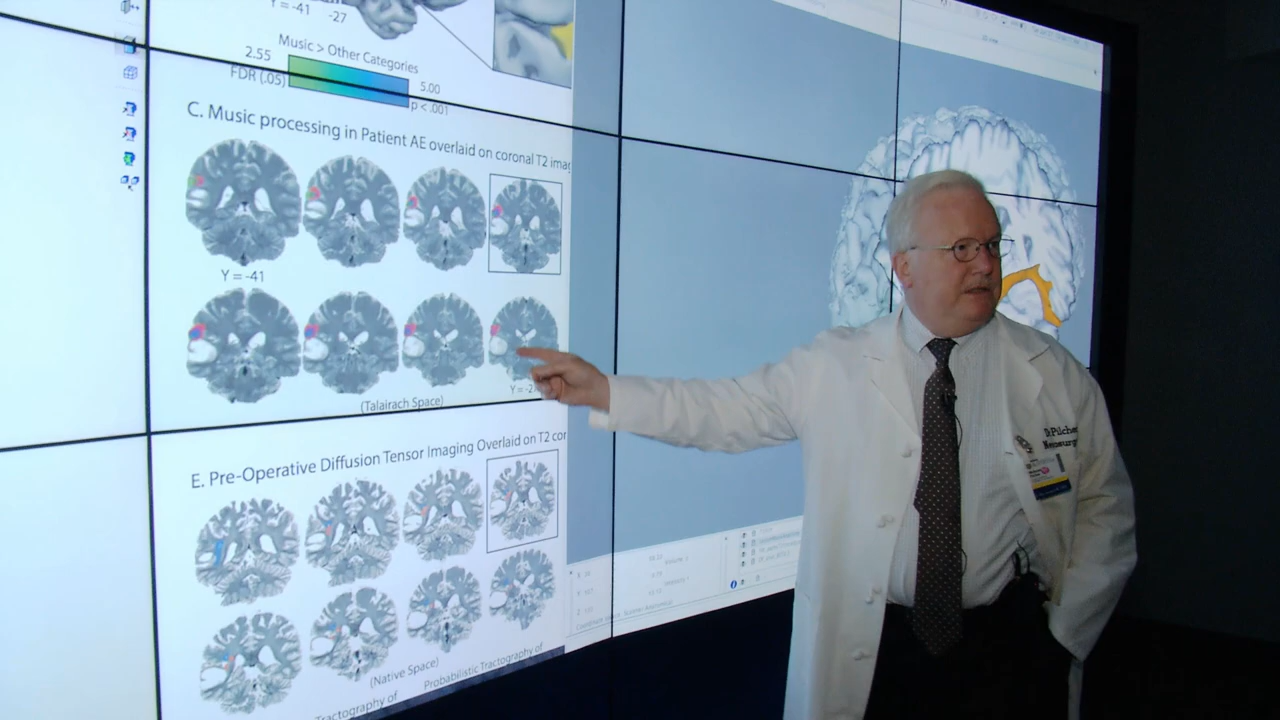 Y = -41 -27
Music > Other Categories
2.55
5.00
FDR (.05)
p < .001
C. Music processing in Patient AE overlaid on coronal T2 imag
Y = -41
(Talairach Space)
Y = -2
E. Pre-Operative Diffusion Tensor Imaging Overlaid on T2 cor
(Native Space)
Probabilistic Tractography of
Tractography of
Pilcher
Neurosurg